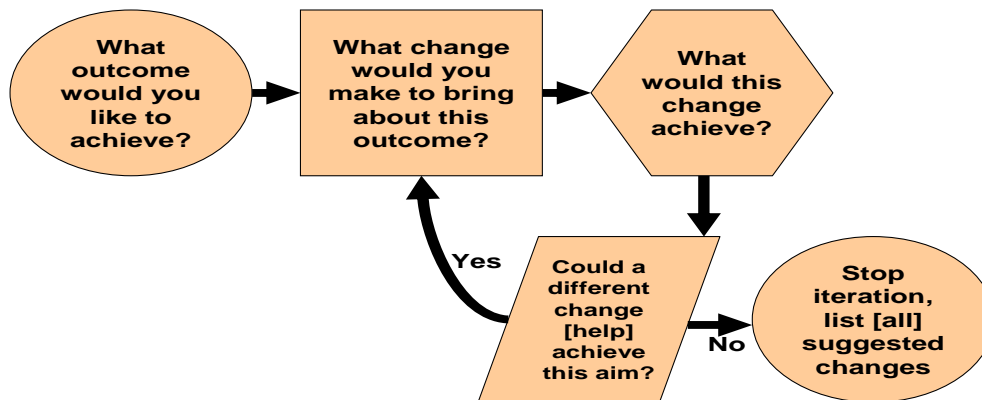 What
outcome
would you
like to
achieve?
What change
would you
make to bring
about this
outcome?
What
would this
change
achieve?
Yes
Could a
different
change
[help]
achieve
this aim?
No
Stop
iteration,
list [all]
suggested
changes